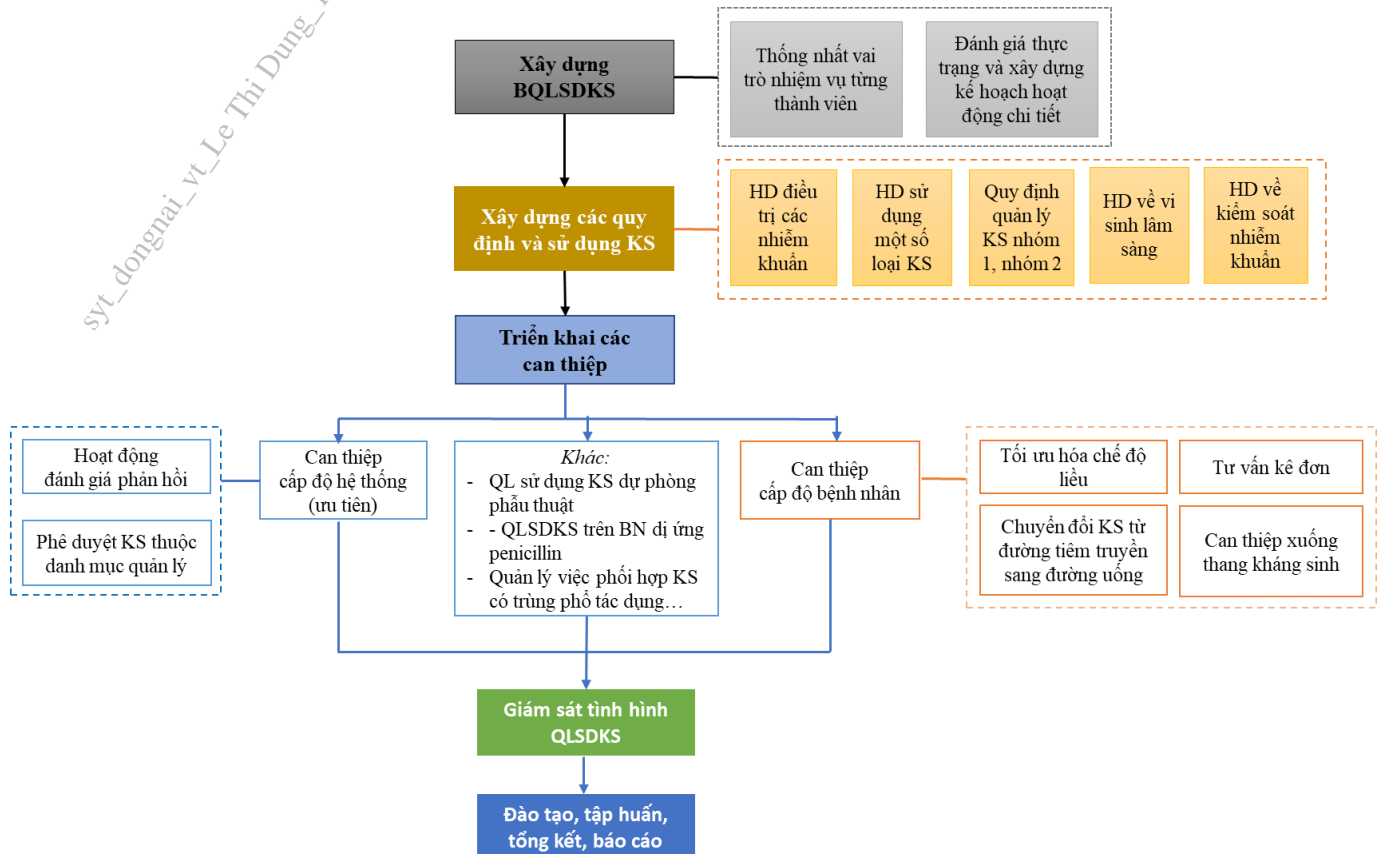 Xây dựng
BQLSDKS
Thống nhất vai
trò nhiệm vụ từng
thành viên
Đánh giá thực
trạng và xây dựng
kế hoạch hoạt
động chi tiết
syt_dongnai_vt_Le Thi Dung_
Xây dựng các quy
định và sử dụng KS
HD điều
trị các
nhiễm
khuẩn
HD sử
dụng
một số
loại KS
Quy định
quản lý
KS nhóm
1, nhóm 2
HD về vi
sinh lâm
sàng
HD về
kiểm soát
nhiễm
khuẩn
Triển khai các
can thiệp
Hoạt động
đánh giá phản hồi
Phê duyệt KS thuộc
danh mục quản lý
Can thiệp
cấp độ hệ thống
(ưu tiên)
Khác:
- QL sử dụng KS dự phòng
phẫu thuật
- - QLSDKS trên BN dị ứng
penicillin
- Quản lý việc phối hợp KS
có trùng phổ tác dụng…
Can thiệp
cấp độ bệnh nhân
Tối ưu hóa chế độ
liều
Tư vấn kê đơn
Chuyển đổi KS từ
đường tiêm truyền
sang đường uống
Can thiệp xuống
thang kháng sinh
Giám sát tình hình
QLSDKS
Đào tạo, tập huấn,
tổng kết, báo cáo